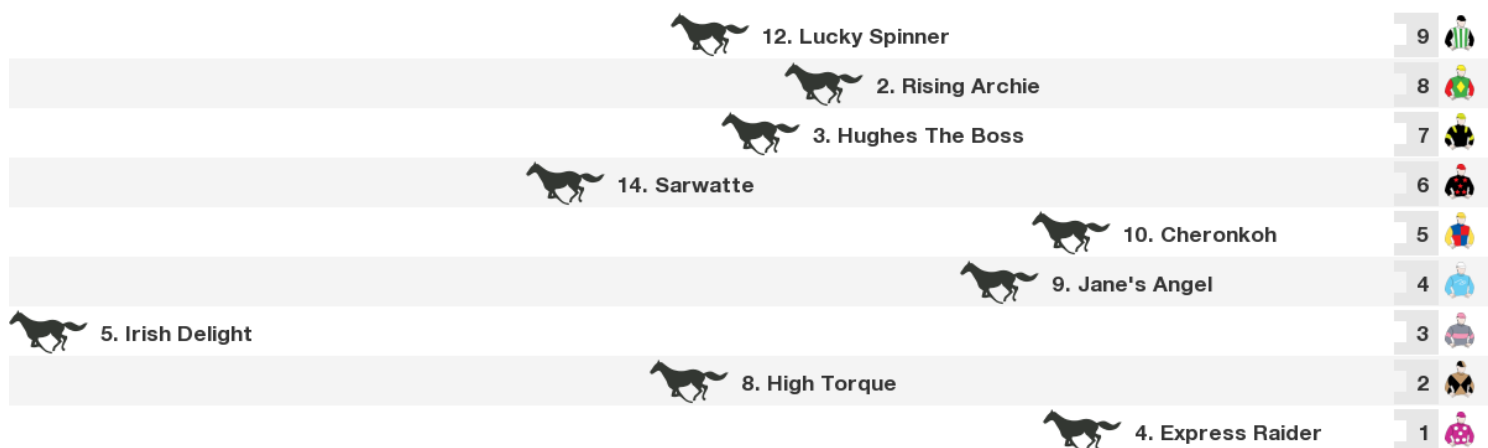 12. Lucky Spinner 9
2. Rising Archie 8
3. Hughes The Boss 7
14. Sarwatte 6
10. Cheronkoh 5
9. Jane's Angel 4
5. Irish Delight 3
8. High Torque 2
4. Express Raider 1